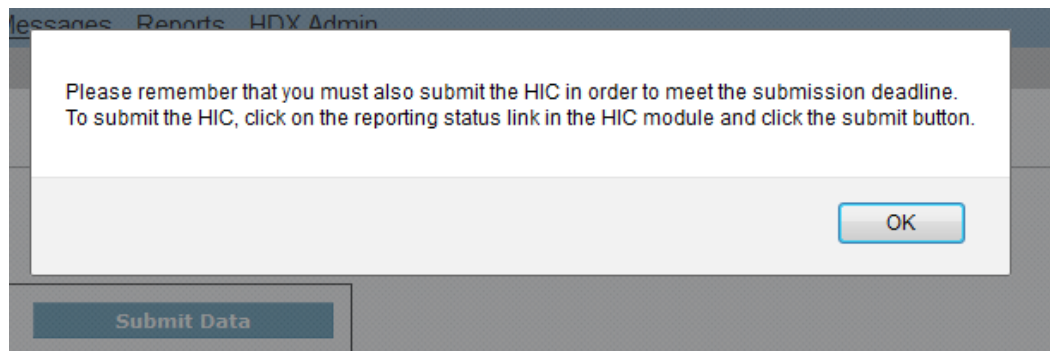 Messages Reports HDX Admin
Please remember that you must also submit the HIC in order to meet the submission deadline.
To submit the HIC, click on the reporting status link in the HIC module and click the submit button.
OK
Submit Data